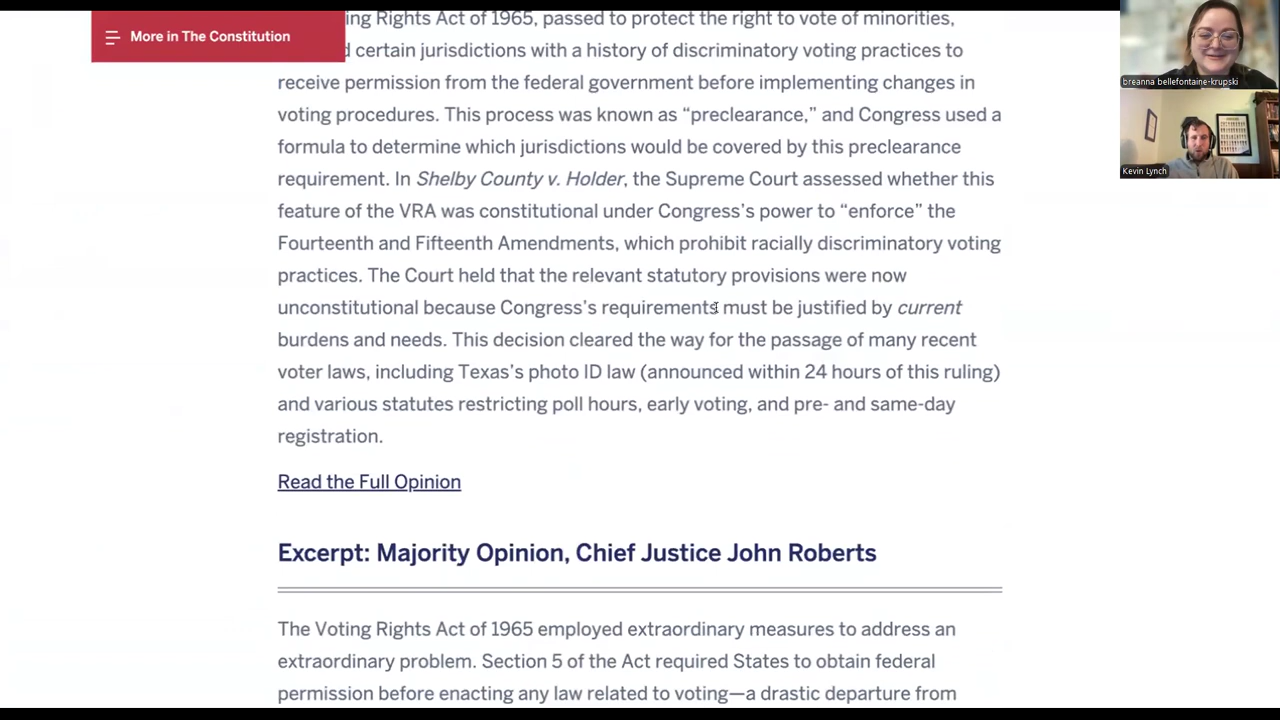 More in The Constitution
ing Rights Act of 1965, passed to protect the right to vote of minorities,
certain jurisdictions with a history of discriminatory voting practices to
receive permission from the federal government before implementing changes in
voting procedures. This process was known as “preclearance,” and Congress used a
formula to determine which jurisdictions would be covered by this preclearance
requirement. In Shelby County v. Holder, the Supreme Court assessed whether this
feature of the VRA was constitutional under Congress’s power to “enforce” the
Fourteenth and Fifteenth Amendments, which prohibit racially discriminatory voting
practices. The Court held that the relevant statutory provisions were now
unconstitutional because Congress’s requirements must be justified by current
burdens and needs. This decision cleared the way for the passage of many recent
voter laws, including Texas’s photo ID law (announced within 24 hours of this ruling)
and various statutes restricting poll hours, early voting, and pre- and same-day
registration.
Read the Full Opinion
Excerpt: Majority Opinion, Chief Justice John Roberts
The Voting Rights Act of 1965 employed extraordinary measures to address an
extraordinary problem. Section 5 of the Act required States to obtain federal
permission before enacting any law related to voting—a drastic departure from
breanna bellefontaine-krupski
Kevin Lynch